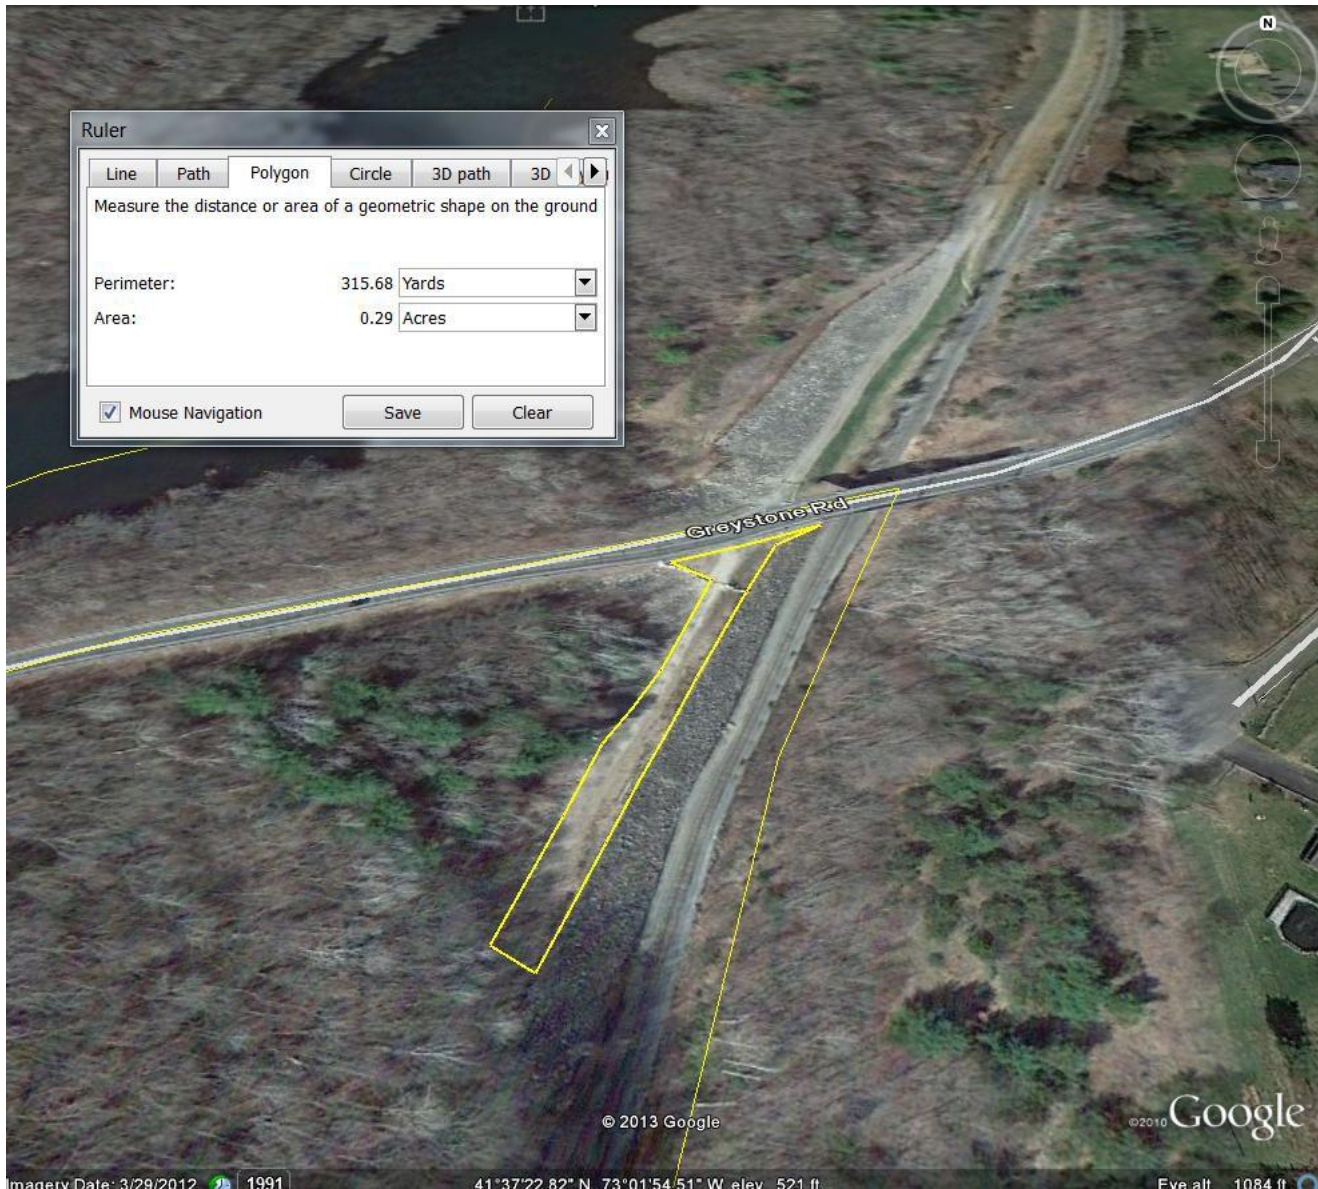 N
Ruler
Line Path Polygon Circle 3D path 3D
Measure the distance or area of a geometric shape on the ground
Perimeter: 315.68 Yards
Area: 0.29 Acres
Mouse Navigation Save Clear
Greystone Rd
© 2013 Google
©2010 Google
Imagery Date: 3/29/2012 1991 41°37'22.82" N 73°01'54.51" W elev 521 ft Eye alt 1084 ft